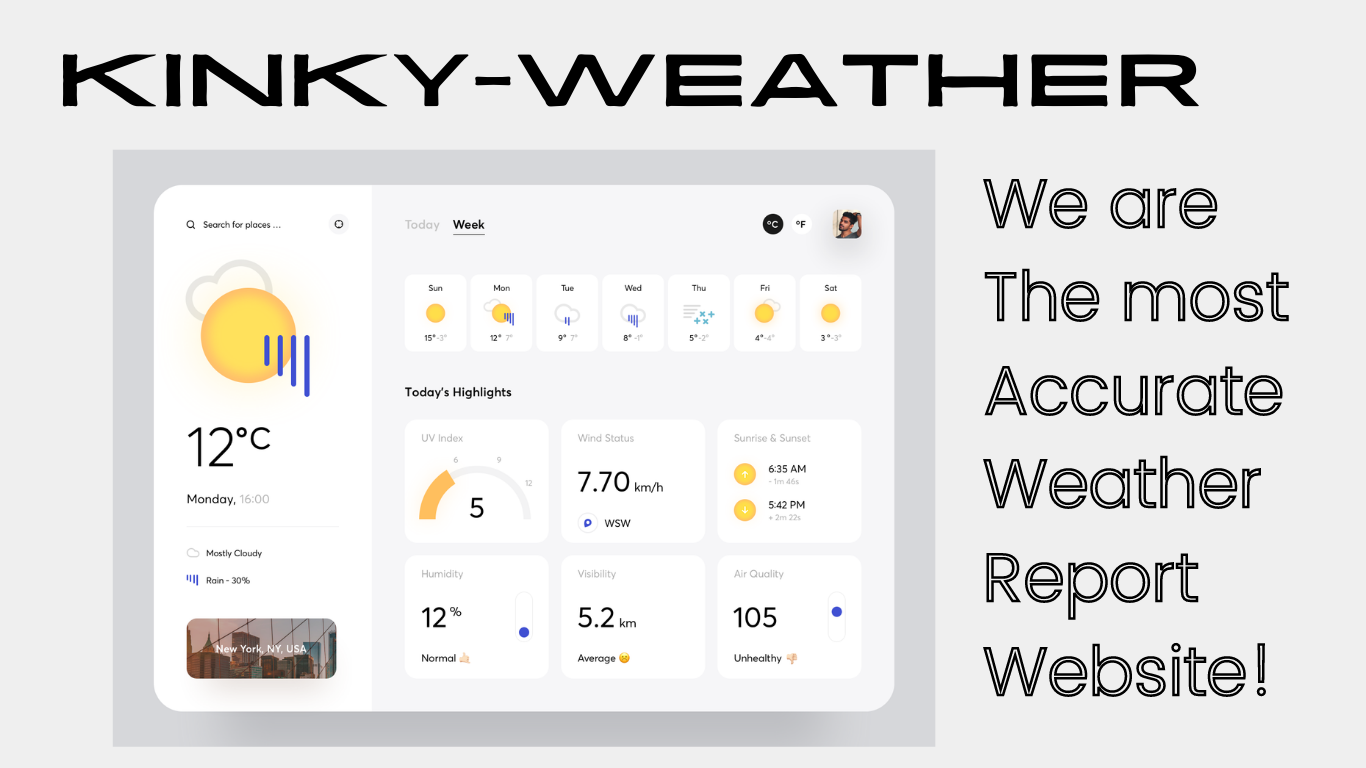 KINKY-WEATHER
Search for places ...
Today Week
°C °F
Sun Mon Tue Wed Thu Fri Sat
15° -3° 12° 7° 9° 7° 8° -1° 5° -2° 4° -4° 3° -3°
12°C
Monday, 16:00
Mostly Cloudy
Rain - 30%
New York, NY, USA
Today's Highlights
UV Index
6 9 12
5
Wind Status
7.70 km/h
WSW
Sunrise & Sunset
6:35 AM
- 1m 46s
5:42 PM
+ 2m 22s
Humidity
12 %
Normal 🤙🏻
Visibility
5.2 km
Average
Air Quality
105
Unhealthy 👎🏻
We are
The most
Accurate
Weather
Report
Website!